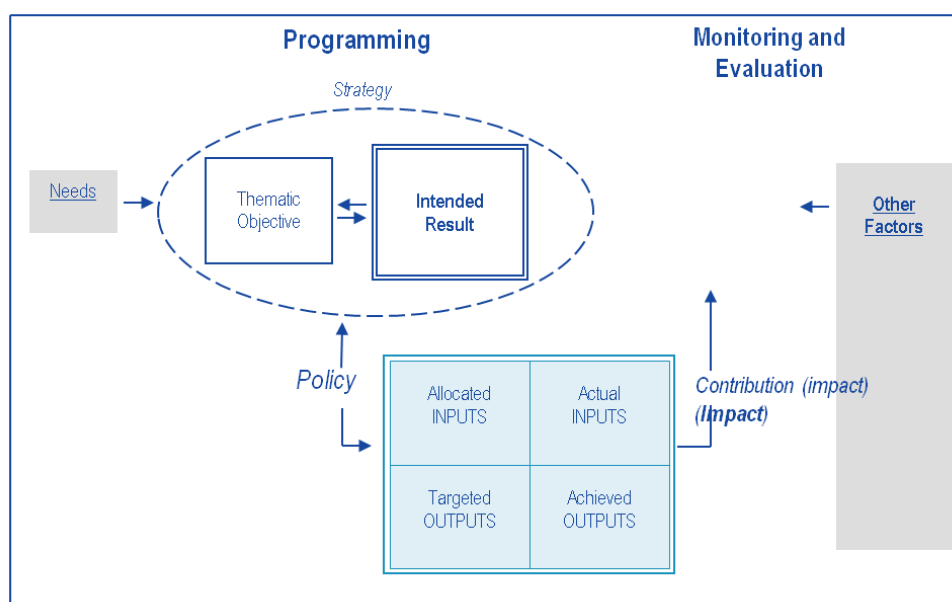 Programming
Monitoring and
Evaluation
Strategy
Needs
Thematic
Objective
Intended
Result
Other
Factors
Policy
Allocated
INPUTS
Actual
INPUTS
Contribution (impact)
(Impact)
Targeted
OUTPUTS
Achieved
OUTPUTS